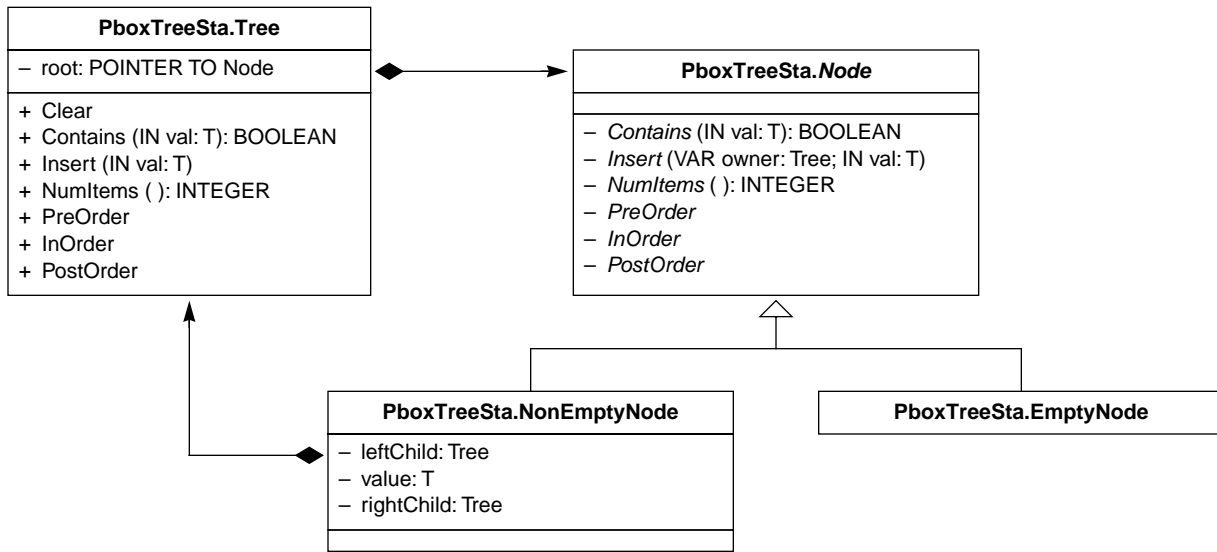 PboxTreeSta.Tree
– root: POINTER TO Node
+ Clear
+ Contains (IN val: T): BOOLEAN
+ Insert (IN val: T)
+ NumItems ( ): INTEGER
+ PreOrder
+ InOrder
+ PostOrder
PboxTreeSta.Node
– Contains (IN val: T): BOOLEAN
– Insert (VAR owner: Tree; IN val: T)
– NumItems ( ): INTEGER
– PreOrder
– InOrder
– PostOrder
PboxTreeSta.NonEmptyNode
– leftChild: Tree
– value: T
– rightChild: Tree
PboxTreeSta.EmptyNode